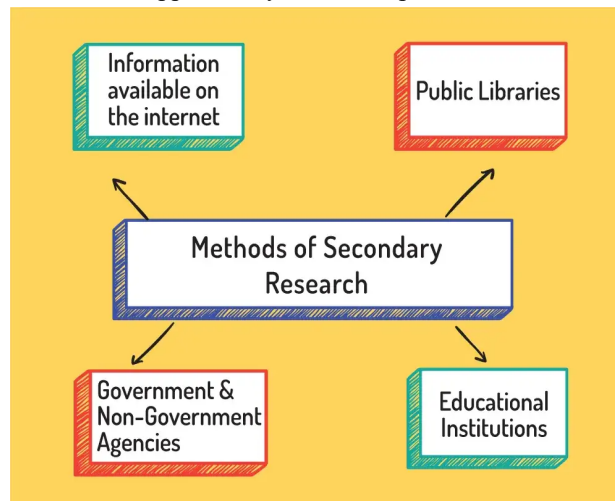 Information
available on
the internet
Public Libraries
Methods of Secondary
Research
Government &
Non-Government
Agencies
Educational
Institutions